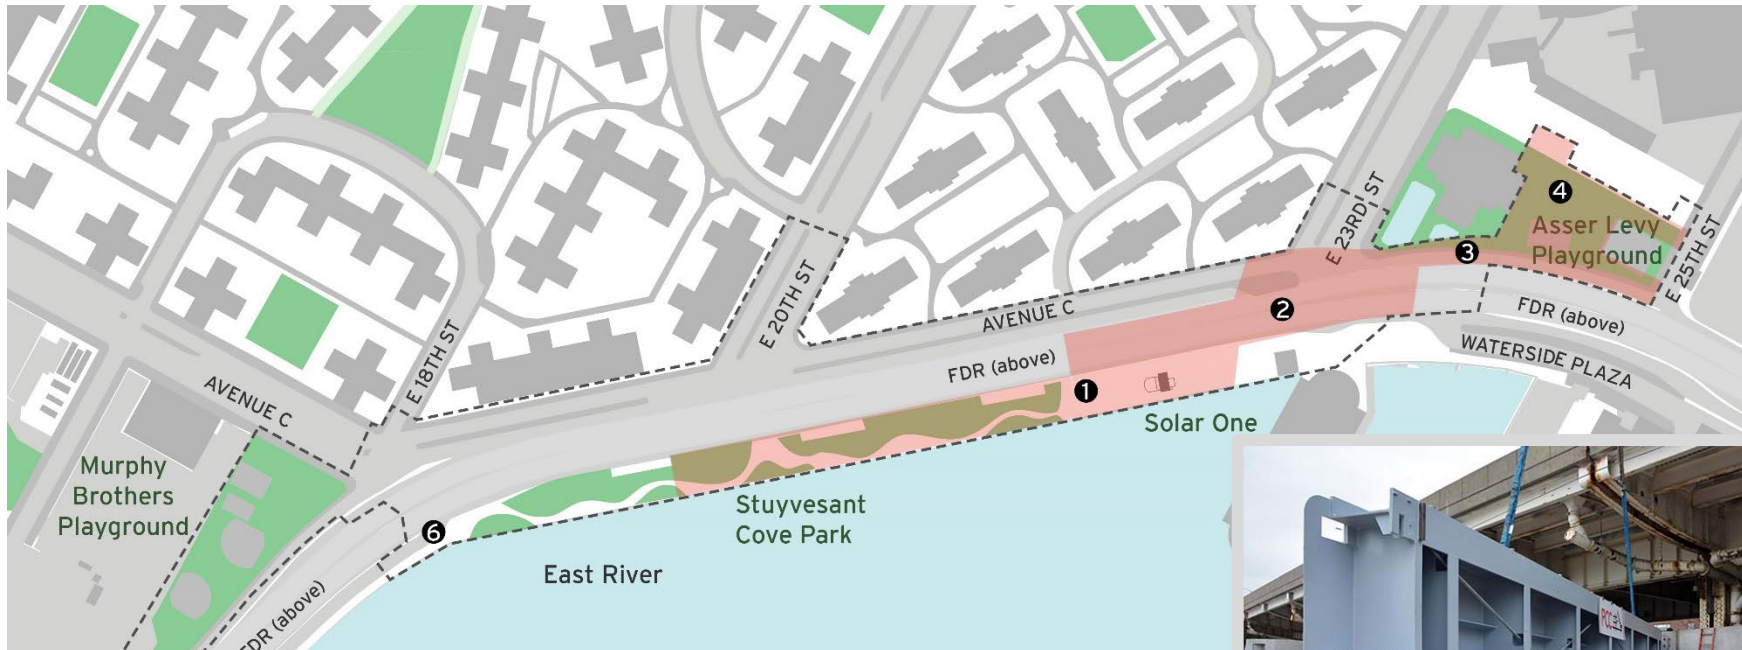 E 23RD ST
4
Asser Levy
Playground
3
E 25TH ST
2
AVENUE C
E 20TH ST
FDR (above)
FDR (above)
WATERSIDE PLAZA
E 18TH ST
AVENUE C
1
Solar One
Murphy
Brothers
Playground
Stuyvesant
Cove Park
6
East River
FDR (above)